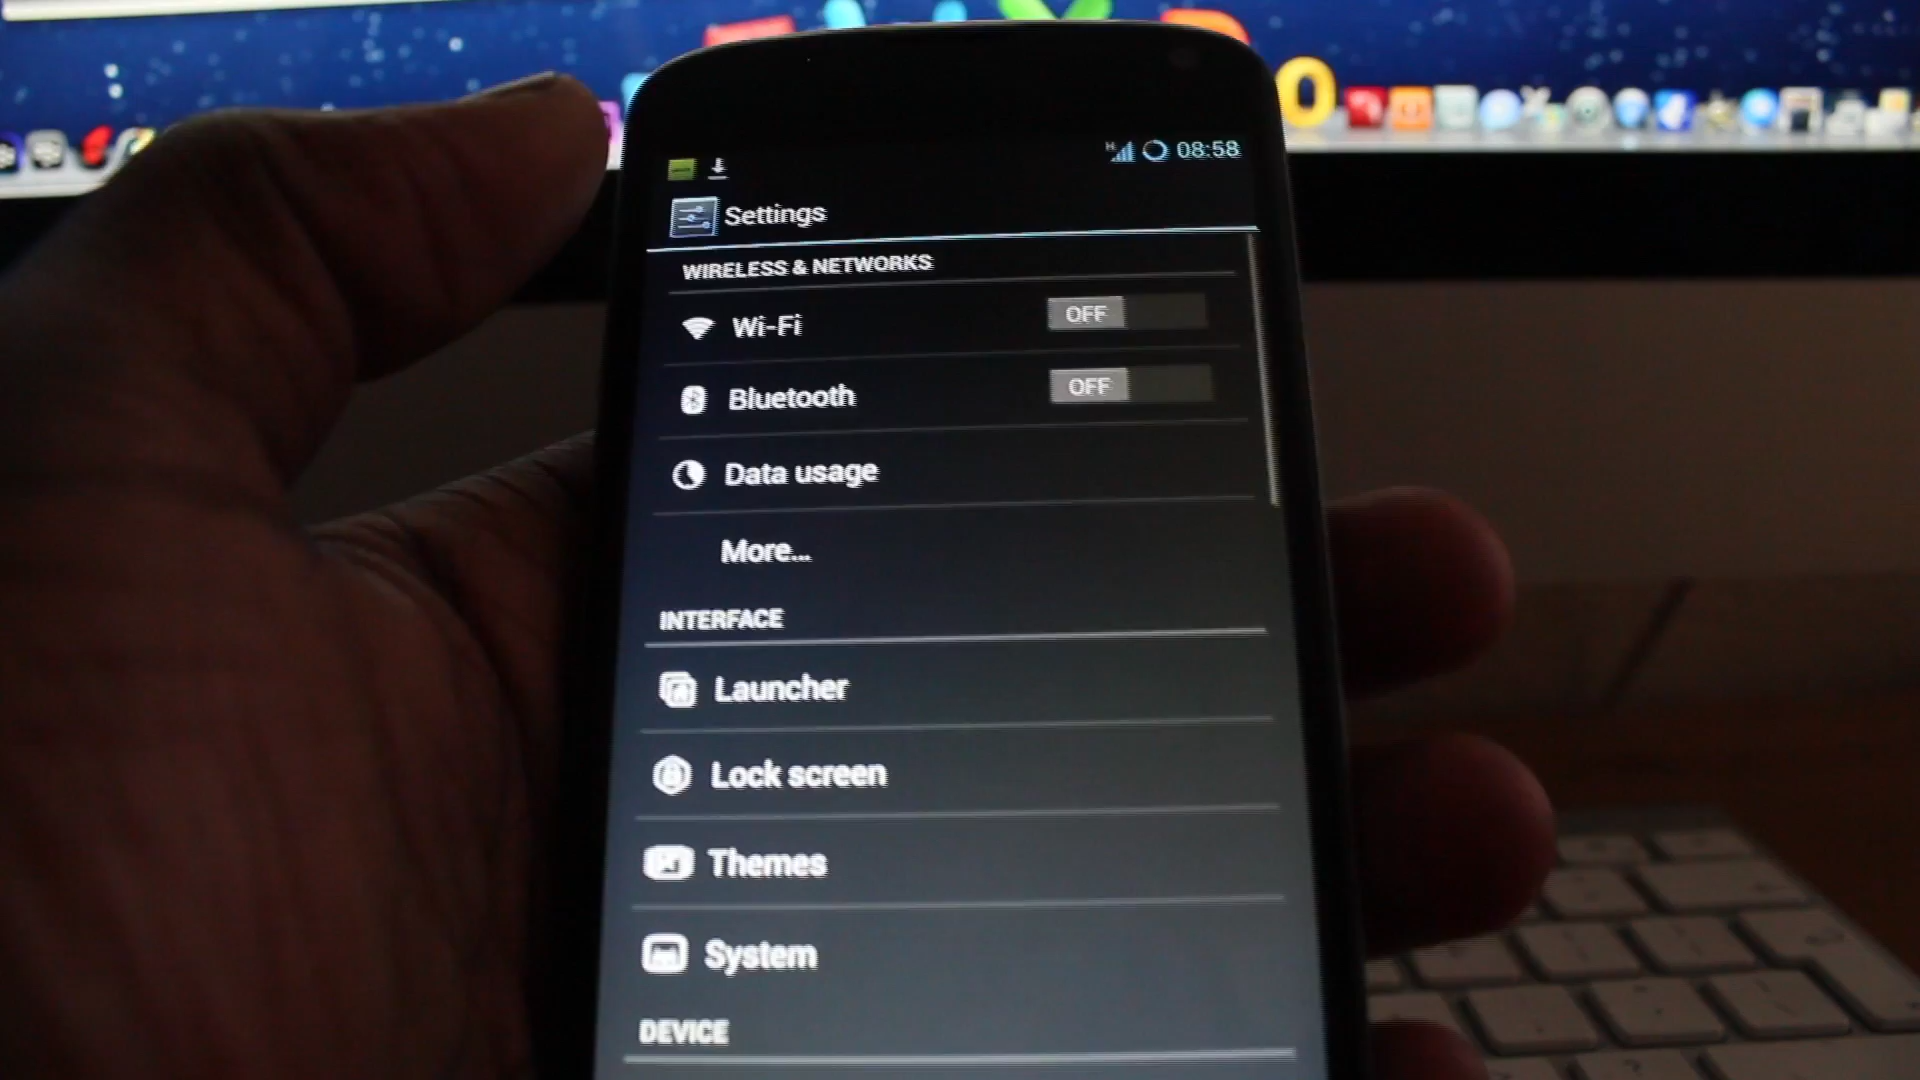 H 08:58
Settings
WIRELESS & NETWORKS
Wi-Fi OFF
Bluetooth OFF
Data usage
More...
INTERFACE
Launcher
Lock screen
Themes
System
DEVICE